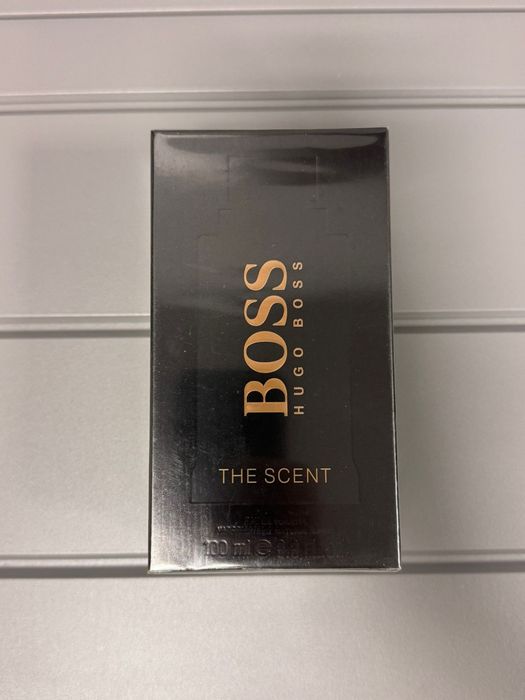 BOSS
HUGO BOSS
THE SCENT
100 ml ℮